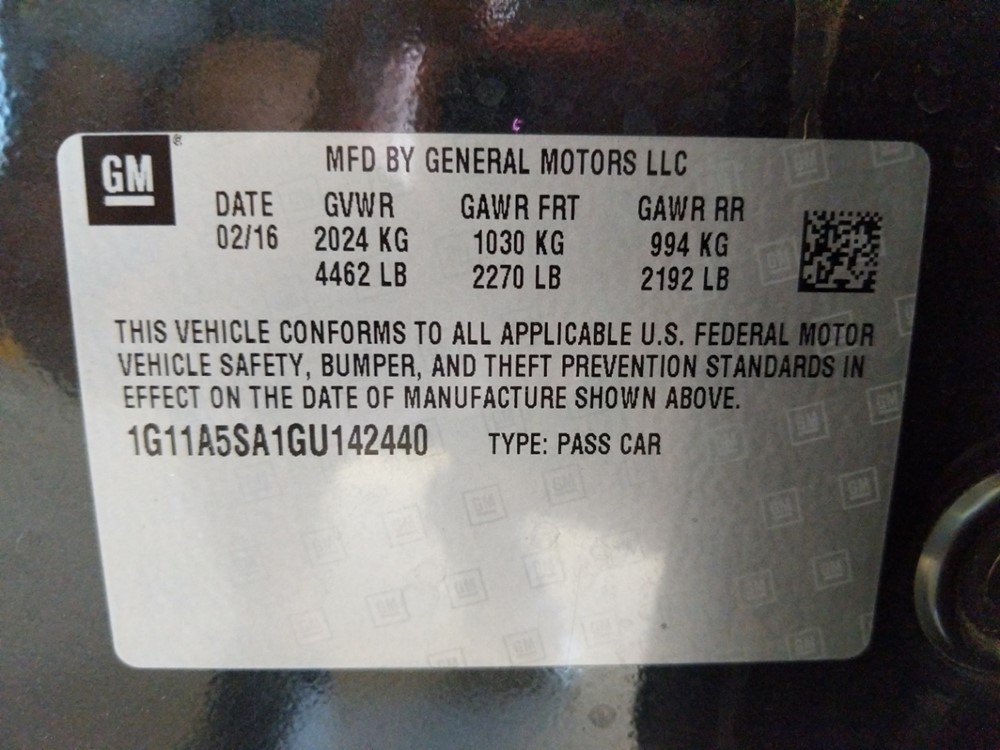 GM
MFD BY GENERAL MOTORS LLC
DATE GVWR GAWR FRT GAWR RR
02/16 2024 KG 1030 KG 994 KG
4462 LB 2270 LB 2192 LB
THIS VEHICLE CONFORMS TO ALL APPLICABLE U.S. FEDERAL MOTOR
VEHICLE SAFETY, BUMPER, AND THEFT PREVENTION STANDARDS IN
EFFECT ON THE DATE OF MANUFACTURE SHOWN ABOVE.
1G11A5SA1GU142440 TYPE: PASS CAR